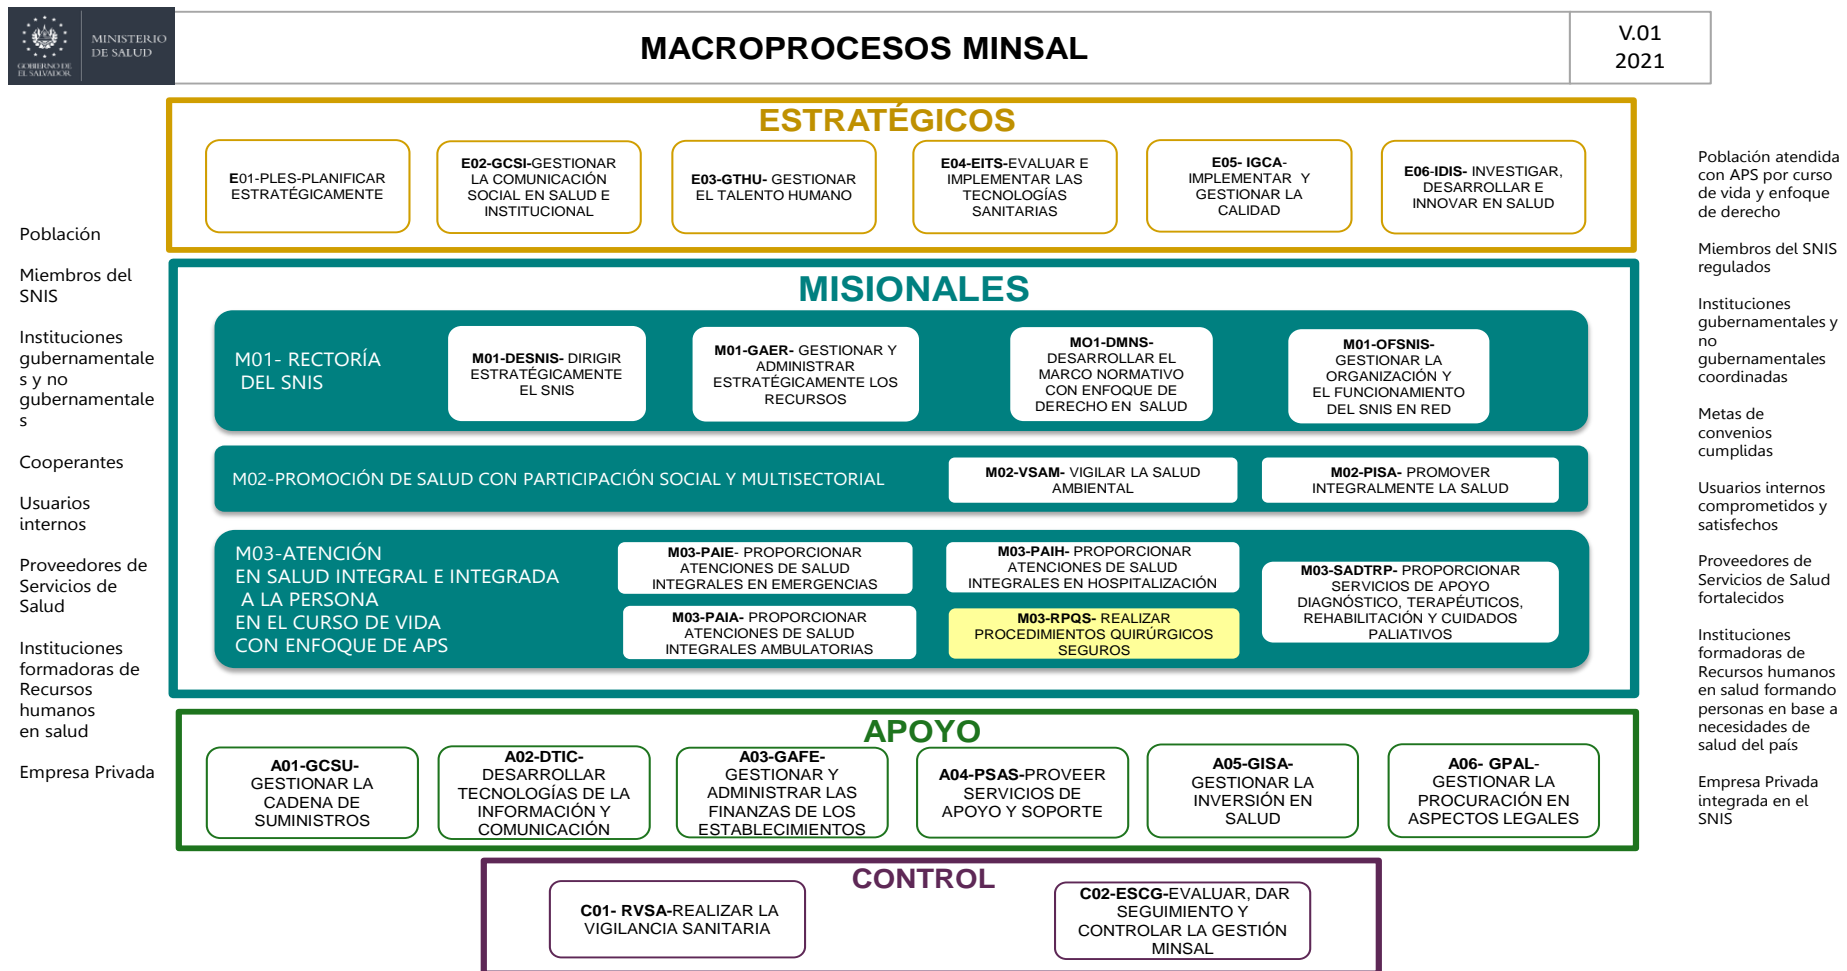 GOBIERNO DE
EL SALVADOR
MINISTERIO
DE SALUD
MACROPROCESOS MINSAL
V.01
2021
Población
Miembros del
SNIS
Instituciones
gubernamentale
s y no
gubernamentale
s
Cooperantes
Usuarios
internos
Proveedores de
Servicios de
Salud
Instituciones
formadoras de
Recursos
humanos
en salud
Empresa Privada
ESTRATÉGICOS
E01-PLES-PLANIFICAR
ESTRATÉGICAMENTE
E02-GCSI-GESTIONAR
LA COMUNICACIÓN
SOCIAL EN SALUD E
INSTITUCIONAL
E03-GTHU- GESTIONAR
EL TALENTO HUMANO
E04-EITS-EVALUAR E
IMPLEMENTAR LAS
TECNOLOGÍAS
SANITARIAS
E05- IGCA-
IMPLEMENTAR Y
GESTIONAR LA
CALIDAD
E06-IDIS- INVESTIGAR,
DESARROLLAR E
INNOVAR EN SALUD
MISIONALES
M01- RECTORÍA
DEL SNIS
M01-DESNIS- DIRIGIR
ESTRATÉGICAMENTE
EL SNIS
M01-GAER- GESTIONAR Y
ADMINISTRAR
ESTRATÉGICAMENTE LOS
RECURSOS
MO1-DMNS-
DESARROLLAR EL
MARCO NORMATIVO
CON ENFOQUE DE
DERECHO EN SALUD
M01-OFSNIS-
GESTIONAR LA
ORGANIZACIÓN Y
EL FUNCIONAMIENTO
DEL SNIS EN RED
M02-PROMOCIÓN DE SALUD CON PARTICIPACIÓN SOCIAL Y MULTISECTORIAL
M02-VSAM- VIGILAR LA SALUD
AMBIENTAL
M02-PISA- PROMOVER
INTEGRALMENTE LA SALUD
M03-ATENCIÓN
EN SALUD INTEGRAL E INTEGRADA
A LA PERSONA
EN EL CURSO DE VIDA
CON ENFOQUE DE APS
M03-PAIE- PROPORCIONAR
ATENCIONES DE SALUD
INTEGRALES EN EMERGENCIAS
M03-PAIH- PROPORCIONAR
ATENCIONES DE SALUD
INTEGRALES EN HOSPITALIZACIÓN
M03-PAIA- PROPORCIONAR
ATENCIONES DE SALUD
INTEGRALES AMBULATORIAS
M03-RPQS- REALIZAR
PROCEDIMIENTOS QUIRÚRGICOS
SEGUROS
M03-SADTRP- PROPORCIONAR
SERVICIOS DE APOYO
DIAGNÓSTICO, TERAPÉUTICOS,
REHABILITACIÓN Y CUIDADOS
PALIATIVOS
APOYO
A01-GCSU-
GESTIONAR LA
CADENA DE
SUMINISTROS
A02-DTIC-
DESARROLLAR
TECNOLOGÍAS DE LA
INFORMACIÓN Y
COMUNICACIÓN
A03-GAFE-
GESTIONAR Y
ADMINISTRAR LAS
FINANZAS DE LOS
ESTABLECIMIENTOS
A04-PSAS-PROVEER
SERVICIOS DE
APOYO Y SOPORTE
A05-GISA-
GESTIONAR LA
INVERSIÓN EN
SALUD
A06- GPAL-
GESTIONAR LA
PROCURACIÓN EN
ASPECTOS LEGALES
CONTROL
C01- RVSA-REALIZAR LA
VIGILANCIA SANITARIA
C02-ESCG-EVALUAR, DAR
SEGUIMIENTO Y
CONTROLAR LA GESTIÓN
MINSAL
Población atendida
con APS por curso
de vida y enfoque
de derecho
Miembros del SNIS
regulados
Instituciones
gubernamentales y
no
gubernamentales
coordinadas
Metas de
convenios
cumplidas
Usuarios internos
comprometidos y
satisfechos
Proveedores de
Servicios de Salud
fortalecidos
Instituciones
formadoras de
Recursos humanos
en salud formando
personas en base a
necesidades de
salud del país
Empresa Privada
integrada en el
SNIS